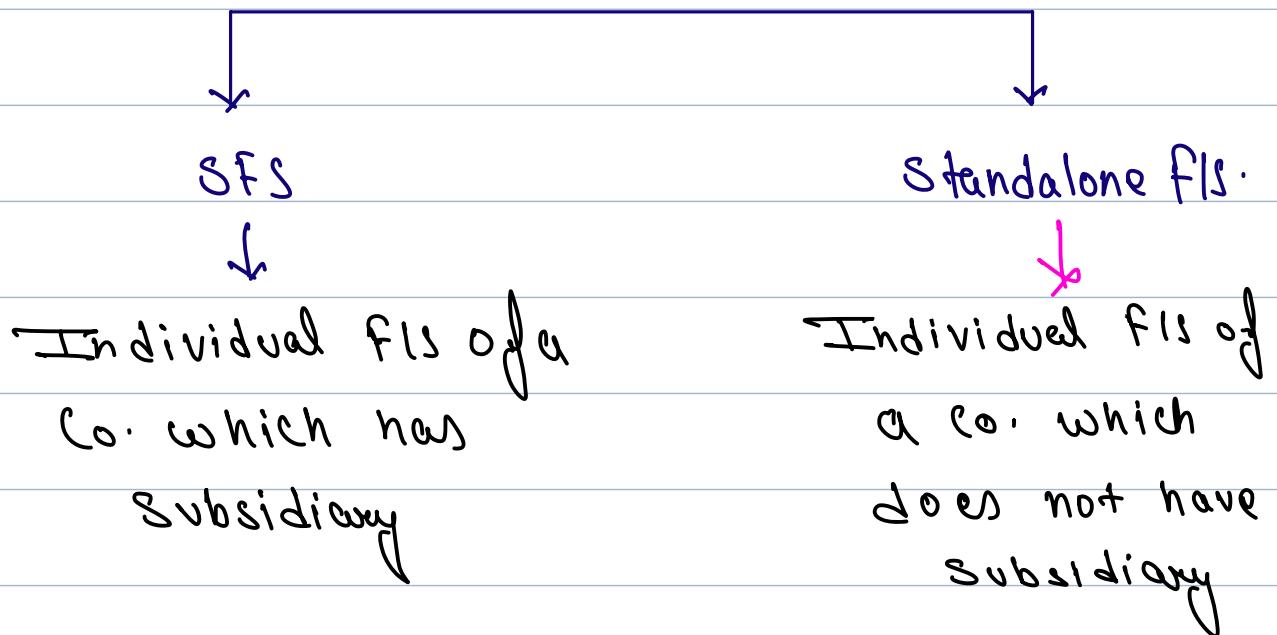 SFS
Standalone F/S.
Individual F/S of a
Co. which has
Subsidiary
Individual F/S of
a co. which
does not have
Subsidiary